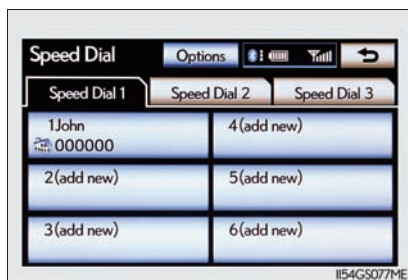 Speed Dial
Options
Speed Dial 1
Speed Dial 2
Speed Dial 3
1John
000000
2(add new)
3(add new)
4(add new)
5(add new)
6(add new)
II54GS077ME